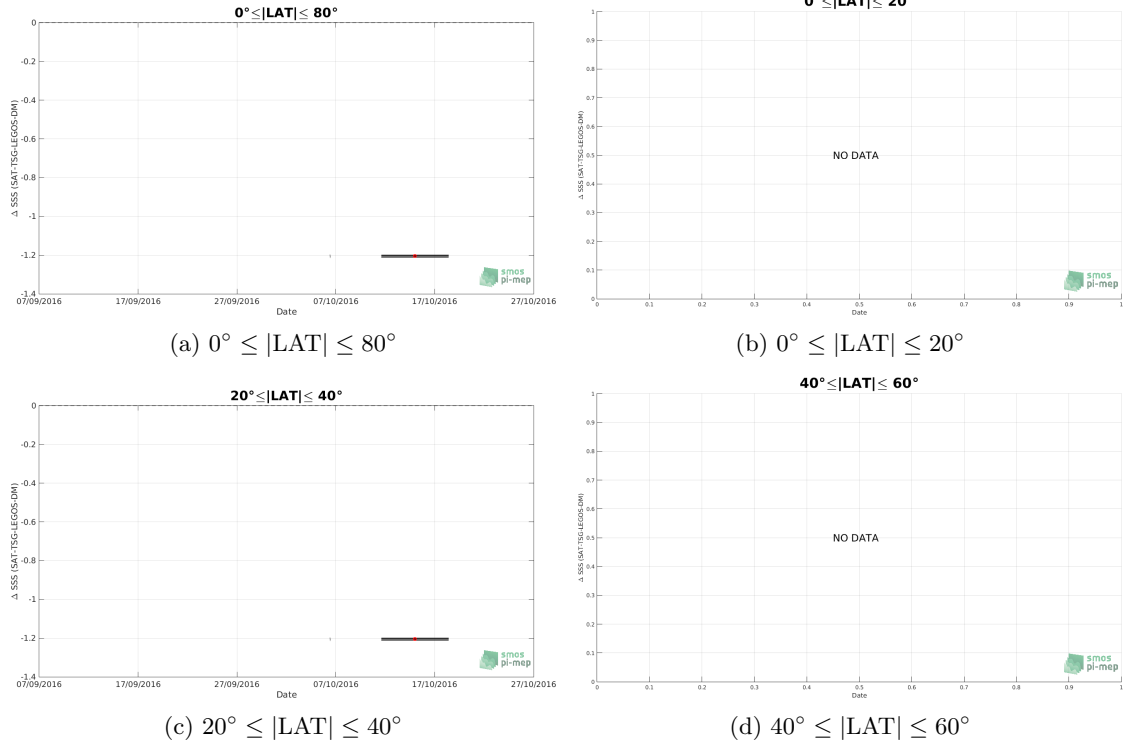 0°≤|LAT|≤ 80°
0
-0.2
-0.4
-0.6
-0.8
-1
-1.2
-1.4
Δ SSS (SAT-TSG-LEGOS-DM)
07/09/2016 17/09/2016 27/09/2016 07/10/2016 17/10/2016 27/10/2016
Date
smos
pi-mep
(a) 0° ≤ |LAT| ≤ 80°
0°≤|LAT|≤ 20°
1
0.9
0.8
0.7
0.6
0.5
0.4
0.3
0.2
0.1
0
Δ SSS (SAT-TSG-LEGOS-DM)
NO DATA
0 0.1 0.2 0.3 0.4 0.5 0.6 0.7 0.8 0.9 1
Date
smos
pi-mep
(b) 0° ≤ |LAT| ≤ 20°
20°≤|LAT|≤ 40°
0
-0.2
-0.4
-0.6
-0.8
-1
-1.2
-1.4
Δ SSS (SAT-TSG-LEGOS-DM)
07/09/2016 17/09/2016 27/09/2016 07/10/2016 17/10/2016 27/10/2016
Date
smos
pi-mep
(c) 20° ≤ |LAT| ≤ 40°
40°≤|LAT|≤ 60°
1
0.9
0.8
0.7
0.6
0.5
0.4
0.3
0.2
0.1
0
Δ SSS (SAT-TSG-LEGOS-DM)
NO DATA
0 0.1 0.2 0.3 0.4 0.5 0.6 0.7 0.8 0.9 1
Date
smos
pi-mep
(d) 40° ≤ |LAT| ≤ 60°